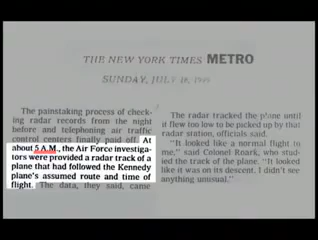 THE NEW YORK TIMES METRO
SUNDAY, JULY 18, 1999
The painstaking process of check-
ing radar records from the night
before and telephoning air traffic
control centers finally paid off. At
about 5 A.M., the Air Force investiga-
tors were provided a radar track of a
plane that had followed the Kennedy
plane's assumed route and time of
flight. The data, they said, came
The radar tracked the plane until
it flew too low to be picked up by that
radar station, officials said.
"It looked like a normal flight to
me," said Colonel Roark, who stud-
ied the track of the plane. "It looked
like it was on its descent. I didn't see
anything unusual."